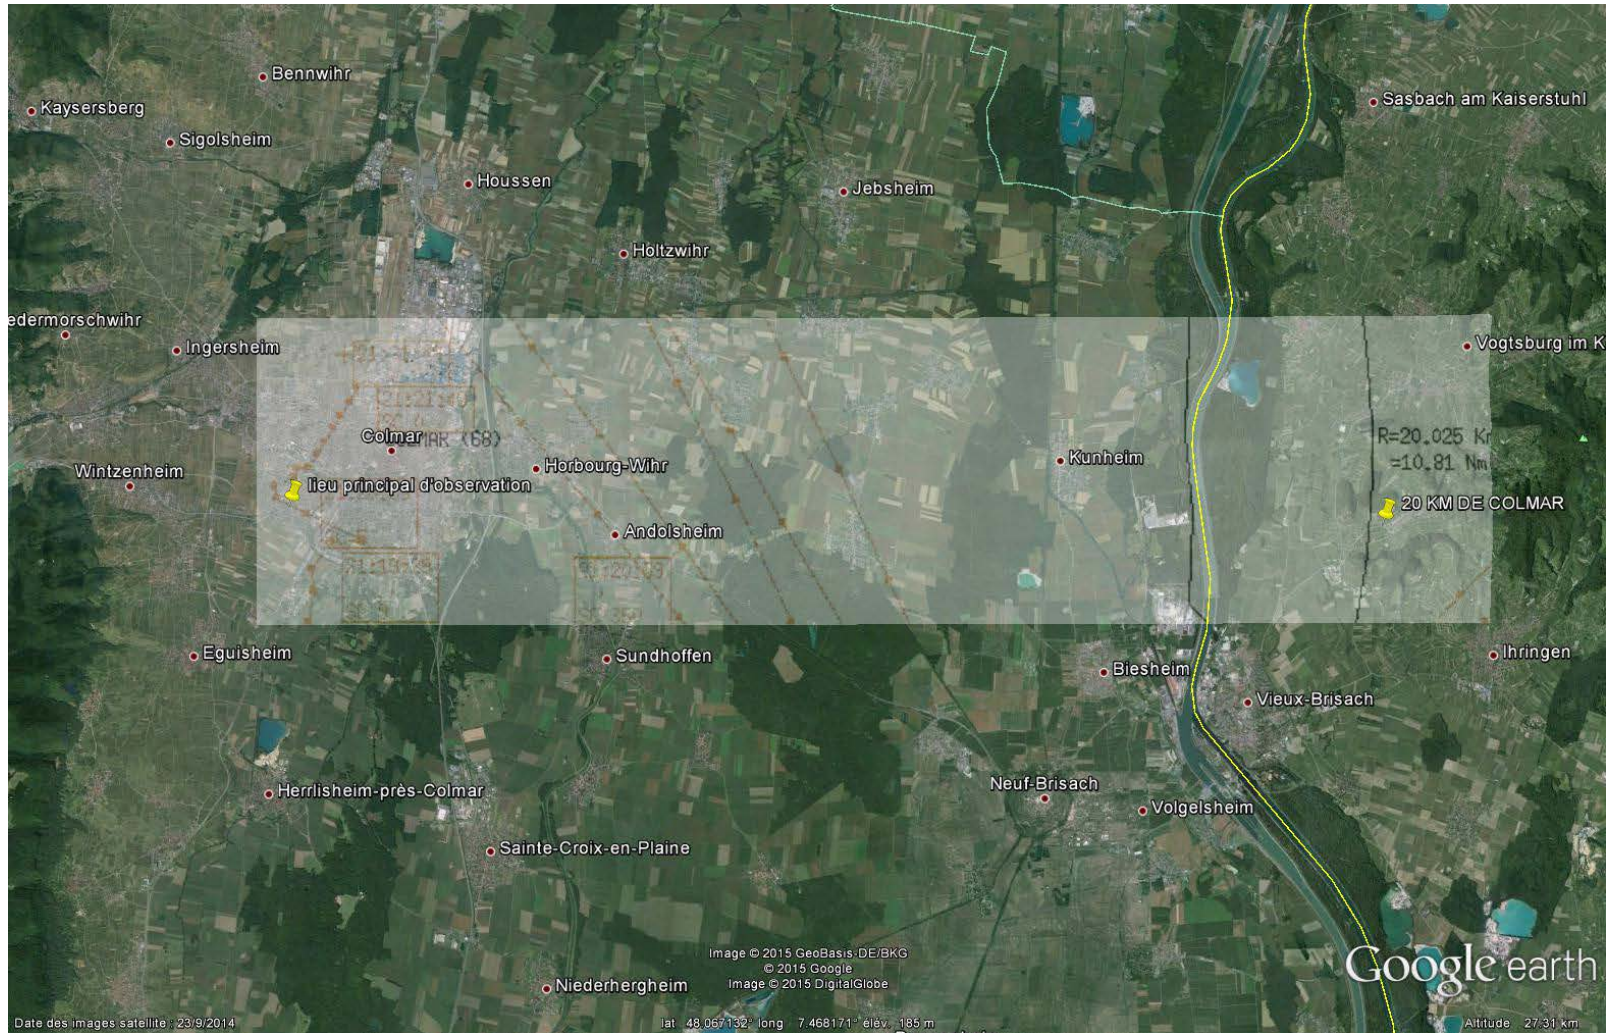 Bennwihr
Kaysersberg
Sasbach am Kaiserstuhl
Sigolsheim
Houssen
Jebsheim
Holtzwihr
edermorschwihr
Ingersheim
Vogtsburg im K
Colmar
MAR (68)
R=20.025 Km
=10.81 Nm
Horbourg-Wihr
Kunheim
Wintzenheim
lieu principal d'observation
20 KM DE COLMAR
Andolsheim
Eguisheim
Sundhoffen
Ihringen
Biesheim
Vieux-Brisach
Herrlisheim-près-Colmar
Neuf-Brisach
Volgelsheim
Sainte-Croix-en-Plaine
Niederhergheim
Image © 2015 GeoBasis-DE/BKG
© 2015 Google
Image © 2015 DigitalGlobe
Google earth
Date des images satellite : 23/9/2014
lat 48,067132° long 7.468171° élév. 185 m
Altitude 27.31 km